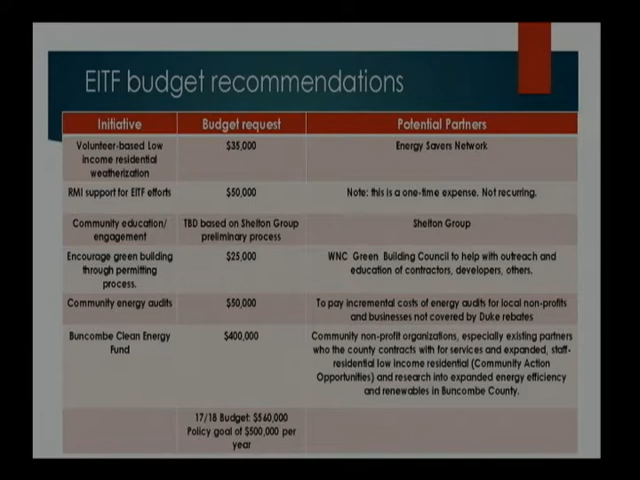 EITF budget recommendations
Initiative Budget request Potential Partners
Volunteer-based Low
income residential
weatherization
$35,000
Energy Savers Network
RMI support for EITF efforts
$50,000
Note: this is a one-time expense. Not recurring.
Community education/
engagement
TBD based on Shelton Group
preliminary process
Shelton Group
Encourage green building
through permitting
process.
$25,000
WNC Green Building Council to help with outreach and
education of contractors, developers, others.
Community energy audits
$50,000
To pay incremental costs of energy audits for local non-profits
and businesses not covered by Duke rebates
Buncombe Clean Energy
Fund
$400,000
Community non-profit organizations, especially existing partners
who the county contracts with for services and expanded, staff-
residential low income residential (Community Action
Opportunities) and research into expanded energy efficiency
and renewables in Buncombe County.
17/18 Budget: $560,000
Policy goal of $500,000 per
year